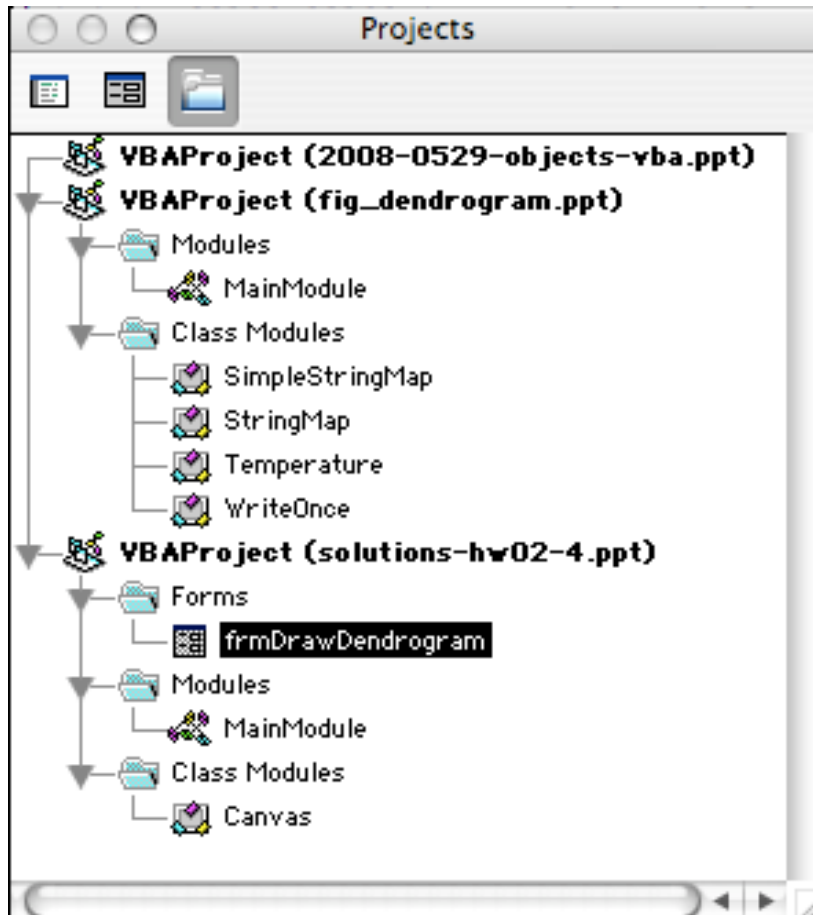 Projects
VBAProject (2008-0529-objects-vba.ppt)
VBAProject (fig_dendrogram.ppt)
Modules
MainModule
Class Modules
SimpleStringMap
StringMap
Temperature
WriteOnce
VBAProject (solutions-hw02-4.ppt)
Forms
frmDrawDendrogram
Modules
MainModule
Class Modules
Canvas